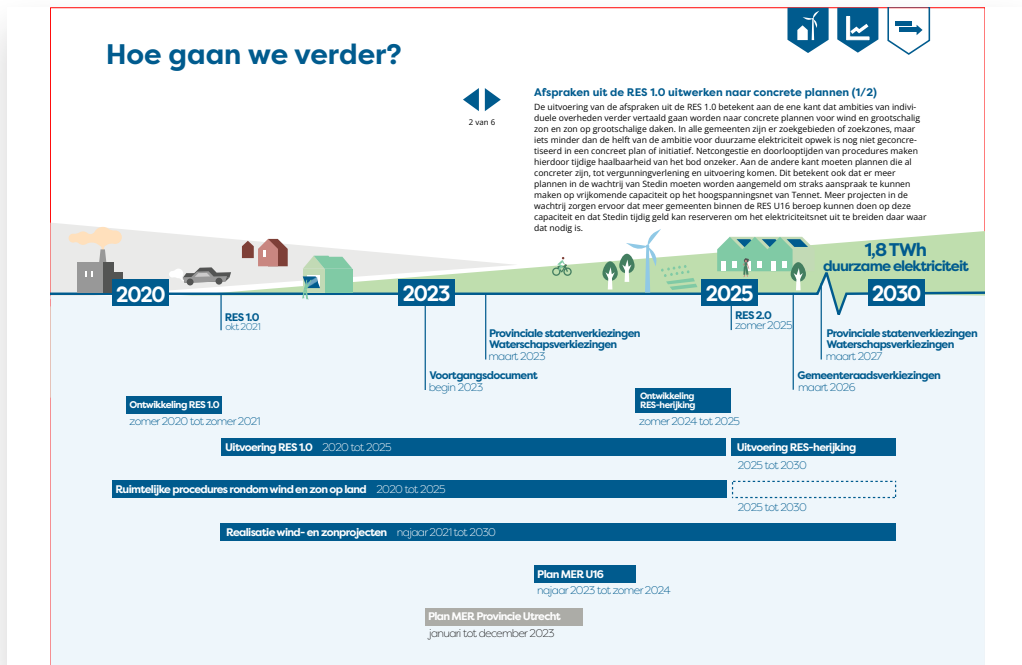 Hoe gaan we verder?
2 van 6
Afspraken uit de RES 1.0 uitwerken naar concrete plannen (1/2)
De uitvoering van de afspraken uit de RES 1.0 betekent aan de ene kant dat ambities van indivi-
duele overheden verder vertaald gaan worden naar concrete plannen voor wind en grootschalig
zon en zon op grootschalige daken. In alle gemeenten zijn er zoekgebieden of zoekzones, maar
iets minder dan de helft van de ambitie voor duurzame elektriciteit opwek is nog niet geconcre-
tiseerd in een concreet plan of initiatief. Netcongestie en doorlooptijden van procedures maken
hierdoor tijdige haalbaarheid van het bod onzeker. Aan de andere kant moeten plannen die al
concreter zijn, tot vergunningverlening en uitvoering komen. Dit betekent ook dat er meer
plannen in de wachtrij van Stedin moeten worden aangemeld om straks aanspraak te kunnen
maken op vrijkomende capaciteit op het hoogspanningsnet van Tennet. Meer projecten in de
wachtrij zorgen ervoor dat meer gemeenten binnen de RES U16 beroep kunnen doen op deze
capaciteit en dat Stedin tijdig geld kan reserveren om het elektriciteitsnet uit te breiden daar waar
dat nodig is.
1,8 TWh
duurzame elektriciteit
2020
2023
2025
2030
RES 1.0
okt 2021
RES 2.0
zomer 2025
Provinciale statenverkiezingen
Waterschapsverkiezingen
maart 2023
Provinciale statenverkiezingen
Waterschapsverkiezingen
maart 2027
Voortgangsdocument
begin 2023
Gemeenteraadsverkiezingen
maart 2026
Ontwikkeling RES 1.0
zomer 2020 tot zomer 2021
Ontwikkeling
RES-herijking
zomer 2024 tot 2025
Uitvoering RES 1.0 2020 tot 2025
Uitvoering RES-herijking
2025 tot 2030
Ruimtelijke procedures rondom wind en zon op land 2020 tot 2025
2025 tot 2030
Realisatie wind- en zonprojecten najaar 2021 tot 2030
Plan MER U16
najaar 2023 tot zomer 2024
Plan MER Provincie Utrecht
januari tot december 2023